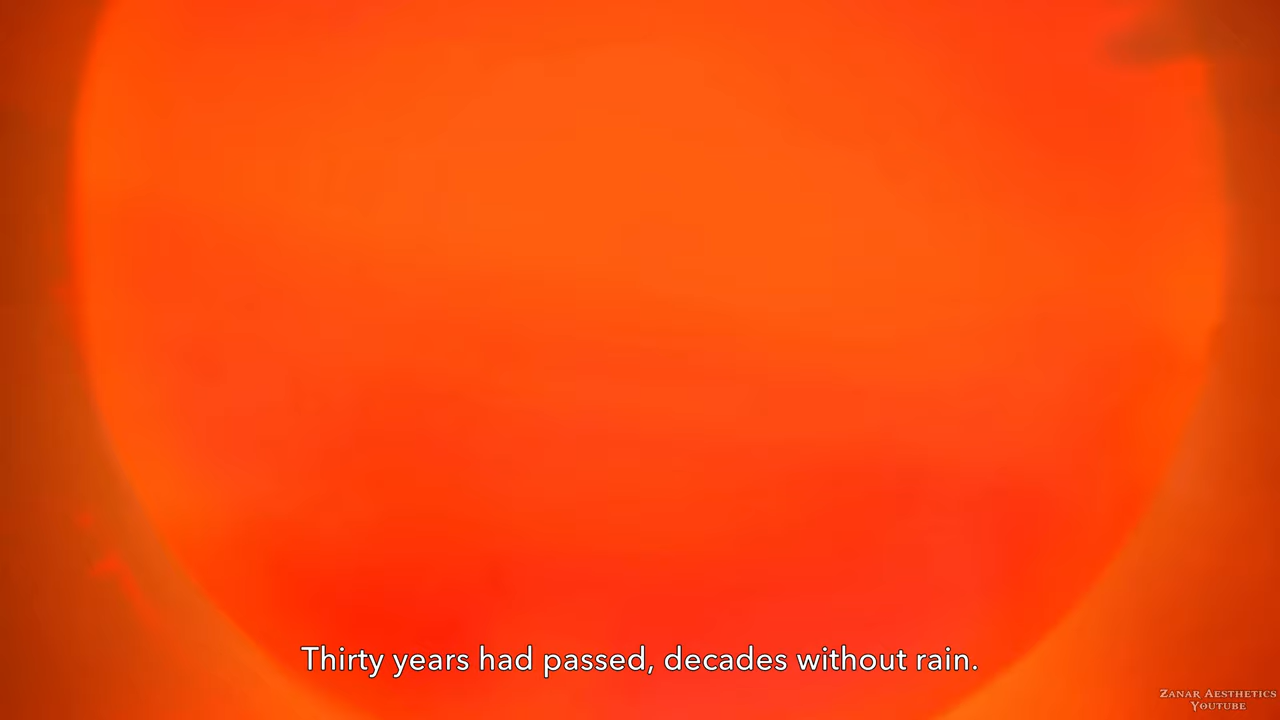 Thirty years had passed, decades without rain.
Zanar Aesthetics
Youtube